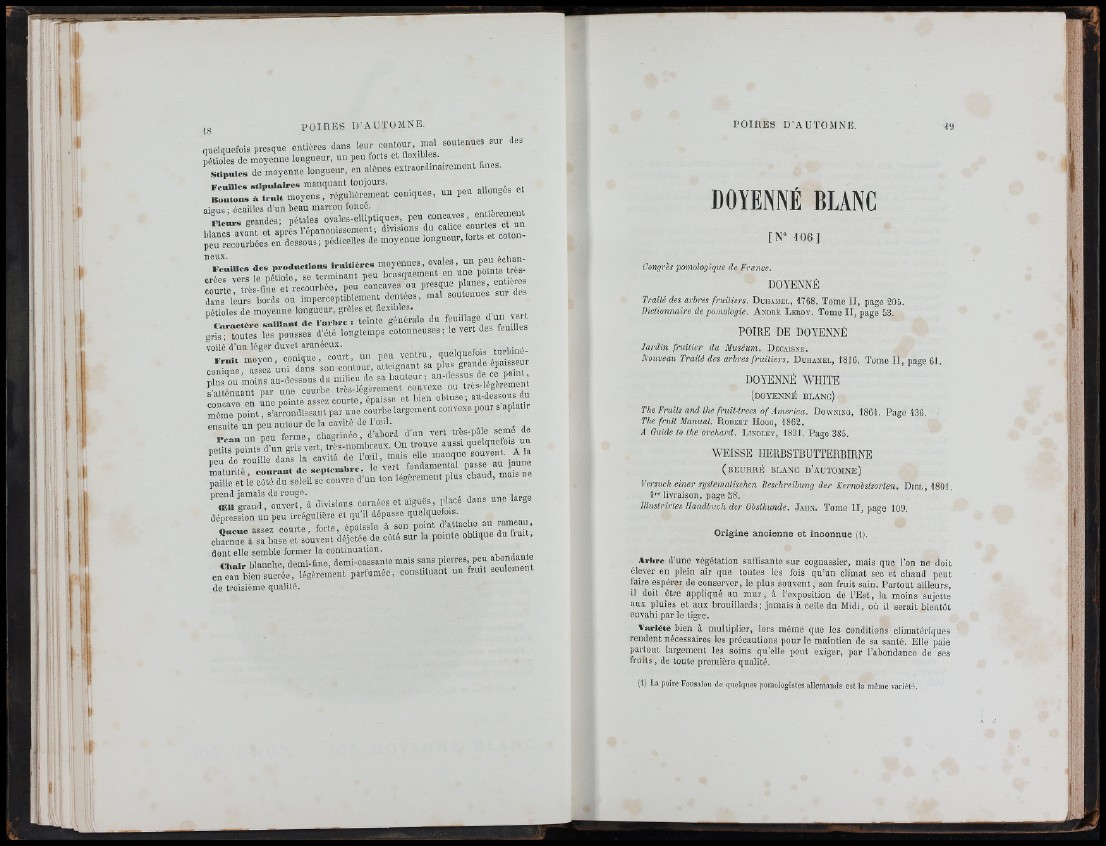 18 POIRES D'AUTOMNE.
quelquefois presque entières dans leur contour, mal soutenues sur des
pétioles de moyenne longueur, un peu forts et flexibles.
Stipules de moyenne longueur, en alènes extraordinairement fines.
Feuilles stipulaires manquant toujours.
Boutons à fruit moyens, régulièrement coniques, un peu allongés et
aigus; écailles d'un beau marron foncé.
Fleurs grandes; pétales ovales-elliptiques, peu concaves, entièrement
blancs avant et après l'épanouissement; divisions du calice courtes et un
peu recourbées en dessous; pédicelles de moyenne longueur, forts et coton-
neux.
Feuilles des productions fruitières moyennes, ovales, un peu échan-
crées vers le pétiole, se terminant peu brusquement en une pointe très-
courte, très-fine et recourbée, peu concaves ou presque planes, entières
dans leurs bords ou imperceptiblement dentées, mal soutenues sur des
pétioles de moyenne longueur, grêles et flexibles.
Caractère saillant de l'arbre : teinte générale du feuillage d'un vert
gris; toutes les pousses d'été longtemps cotonneuses; le vert des feuilles
voilé d'un léger duvet aranéeux.
Fruit moyen, conique, court, un peu ventru, quelquefois turbiné-
conique, assez uni dans son contour, atteignant sa plus grande épaisseur
plus ou moins au-dessous du milieu de sa hauteur; au-dessus de ce point,
s'atténuant par une courbe très-légèrement convexe ou très-légèrement
concave en une pointe assez courte, épaisse et bien obtuse; au-dessous du
même point, s'arrondissant par une courbe largement convexe pour s'aplatir
ensuite un peu autour de la cavité de l'œil.
Peau un peu ferme, chagrinée, d'abord d'un vert très-pâle semé de
petits points d'un gris vert, très-nombreux. On trouve aussi quelquefois un
peu de rouille dans la cavité de l'œil, mais elle manque souvent. A la
maturité, courant de septembre, le vert fondamental passe au jaune
paille et le côté du soleil se couvre d'un ton légèrement plus chaud, mais ne
prend jamais de rouge.
Œil grand, ouvert, à divisions cornées et aiguës, placé dans une large
dépression un peu irrégulière et qu'il dépasse quelquefois.
Queue assez courte, forte, épaissie à son point d'attache au rameau,
charnue à sa base et souvent déjetée de côté sur la pointe oblique du fruit,
dont elle semble former la continuation.
Chair blanche, demi-fine, demi-cassante mais sans pierres, peu abondante
en eau bien sucrée, légèrement parfumée, constituant un fruit seulement
de troisième qualité.
POIRES D'AUTOMNE. 19
DOYENNÉ BLANC
[N° 106]
Congrès pomologique de France.
DOYENNÉ
Traité des arbres fruitiers. DUHAMEL, 1768. Tome II, page 205.
Dictionnaire de pomologie. ANDRÉ LEROY. Tome II, page 53.
POIRE DE DOYENNÉ
Jardin fruitier du Muséum. DECAISNE.
Nouveau Traité des arbres fruitiers. DUHAMEL, 1816. Tome II, page 61.
DOYENNÉ WHITE
(DOYENNÉ BLANC)
The Fruits and the fruit-trees of America. DOWNING, 1864. Page 436.
The fruit Manual. ROBERT HOGG, 1862.
A Guide to the orchard. LINDLEY, 1831. Page 385.
WEISSE HERBSTBUTTERBIRNE
(BEURRÉ BLANC D'AUTOMNE)
Versuch einer systematischen Beschreibung der Kernobstsorten. DIEL, 1801.
1re livraison, page 58.
Illustrirtes Handbuch der Obstkunde. JAHN. Tome II, page 109.
Origine ancienne et inconnue (1).
Arbre d'une végétation suffisante sur cognassier, mais que l'on ne doit
élever en plein air que toutes les fois qu'un climat sec et chaud peut
faire espérer de conserver, le plus souvent, son fruit sain. Partout ailleurs,
il doit être appliqué au mur, à l'exposition de l'Est, la moins sujette
aux pluies et aux brouillards; jamais à celle du Midi, où il serait bientôt
envahi par le tigre.
Variété bien à multiplier, lors même que les conditions climatériques
rendent nécessaires les précautions pour le maintien de sa santé. Elle paie
partout largement les soins qu'elle peut exiger, par l'abondance de ses
fruits, de toute première qualité.
(1) La poire Fousalou de quelques pomologistes allemands est la même variété.